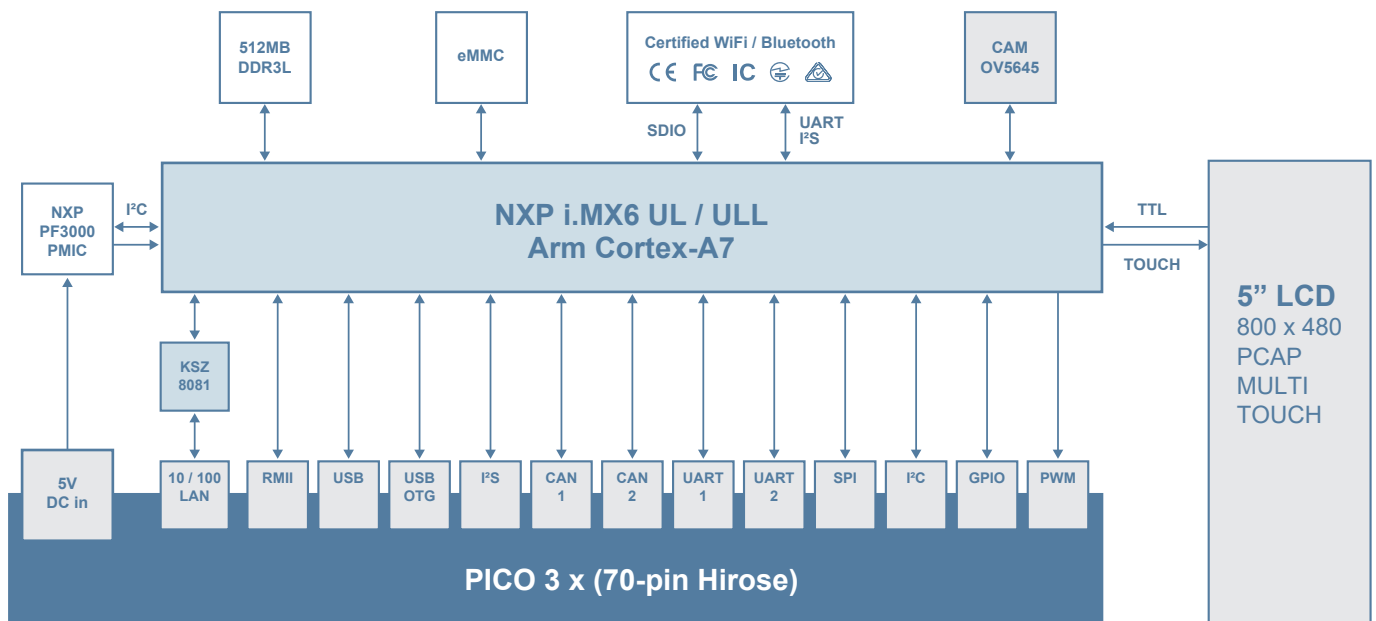 512MB
DDR3L
eMMC
Certified WiFi / Bluetooth
CE FC IC
CAM
OV5645
SDIO
UART
I²S
NXP
PF3000
PMIC
I²C
NXP i.MX6 UL / ULL
Arm Cortex-A7
TTL
TOUCH
5” LCD
800 x 480
PCAP
MULTI
TOUCH
KSZ
8081
5V
DC in
10 / 100
LAN
RMII
USB
USB
OTG
I²S
CAN
1
CAN
2
UART
1
UART
2
SPI
I²C
GPIO
PWM
PICO 3 x (70-pin Hirose)